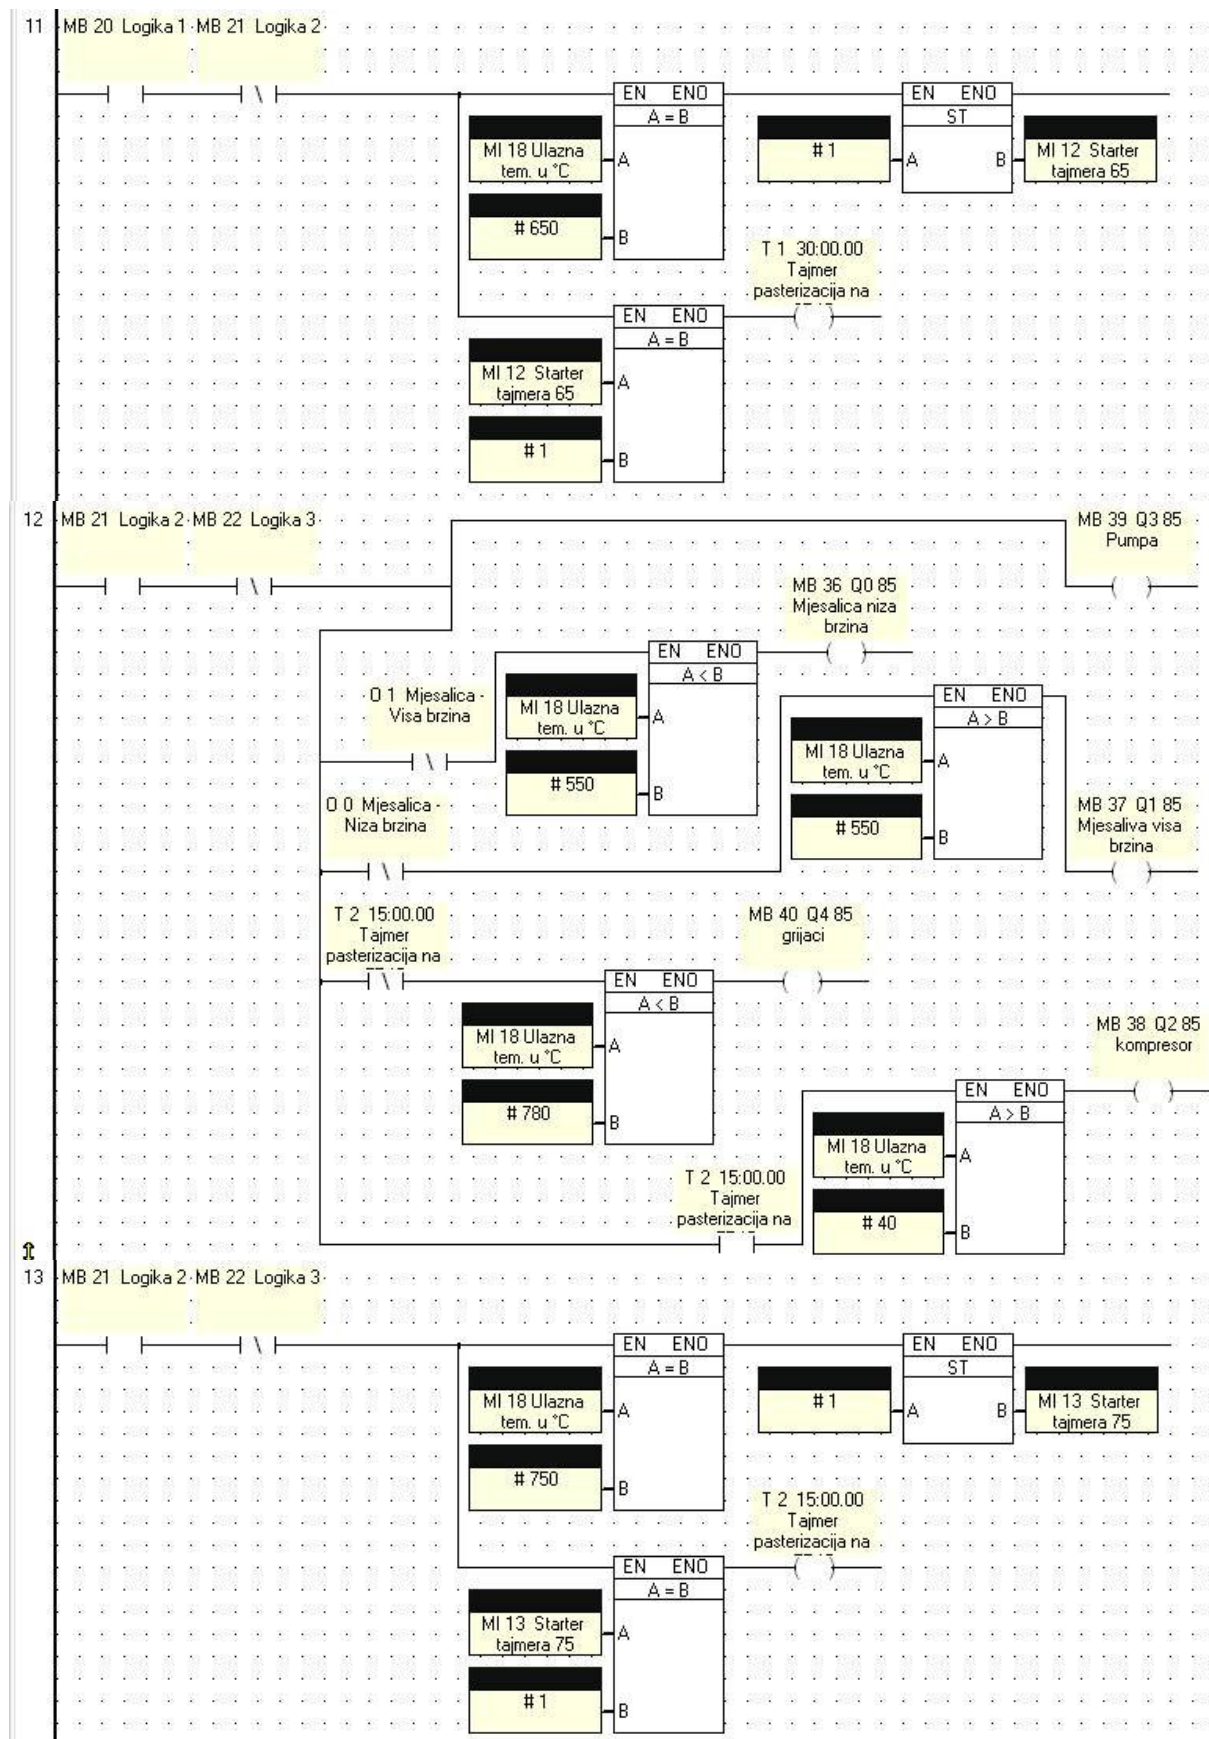 11 MB 20 Logika 1 MB 21 Logika 2
EN ENO
A = B
MI 18 Ulazna
tem. u °C
A
# 650
B
EN ENO
ST
# 1
A
B
MI 12 Starter
tajmera 65
T 1 30:00.00
Tajmer
pasterizacija na
EN ENO
A = B
MI 12 Starter
tajmera 65
A
# 1
B
12 MB 21 Logika 2 MB 22 Logika 3
MB 39 Q3 85
Pumpa
MB 36 Q0 85
Mjesalica niza
brzina
EN ENO
A < B
O 1 Mjesalica -
Visa brzina
MI 18 Ulazna
tem. u °C
A
# 550
B
EN ENO
A > B
MI 18 Ulazna
tem. u °C
A
# 550
B
O 0 Mjesalica -
Niza brzina
MB 37 Q1 85
Mjesaliva visa
brzina
T 2 15:00.00
Tajmer
pasterizacija na
MB 40 Q4 85
grijaci
EN ENO
A < B
MI 18 Ulazna
tem. u °C
A
# 780
B
MB 38 Q2 85
kompresor
EN ENO
A > B
MI 18 Ulazna
tem. u °C
A
# 40
B
T 2 15:00.00
Tajmer
pasterizacija na
13 MB 21 Logika 2 MB 22 Logika 3
EN ENO
A = B
MI 18 Ulazna
tem. u °C
A
# 750
B
EN ENO
ST
# 1
A
B
MI 13 Starter
tajmera 75
T 2 15:00.00
Tajmer
pasterizacija na
EN ENO
A = B
MI 13 Starter
tajmera 75
A
# 1
B